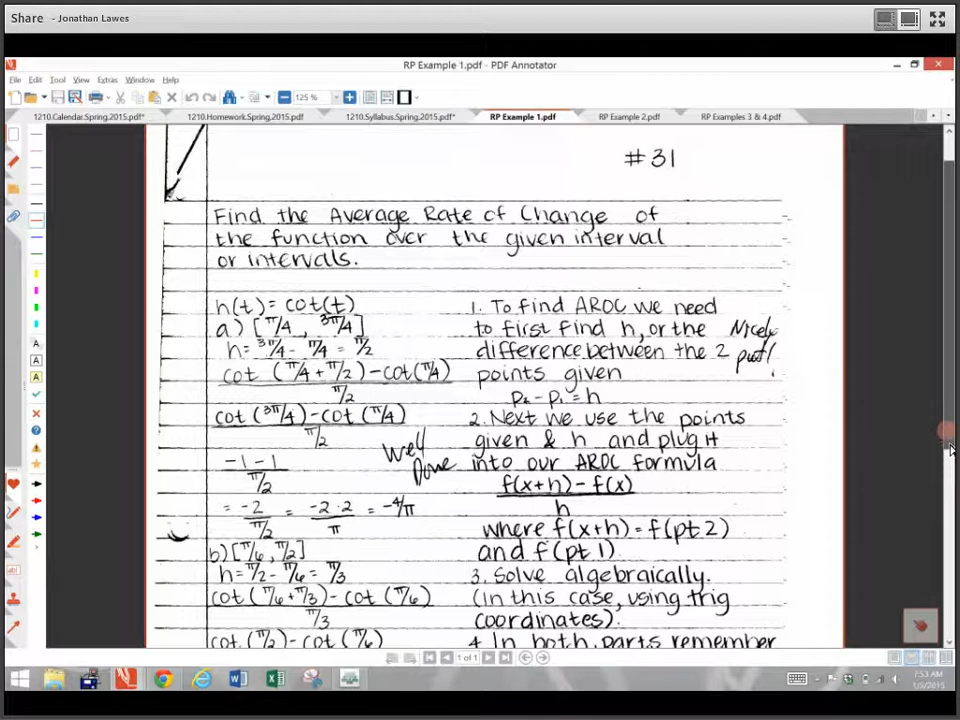 Share - Jonathan Lawes
RP Example 1.pdf - PDF Annotator
File Edit Tool View Extras Window Help
125 %
1210.Calendar.Spring.2015.pdf* 1210.Homework.Spring.2015.pdf 1210.Syllabus.Spring.2015.pdf* RP Example 1.pdf RP Example 2.pdf RP Examples 3 & 4.pdf
#31
Find the Average Rate of Change of
the function over the given interval
or intervals.
h(t) = cot(t)
a) [π/4, 3π/4]
h = 3π/4 - π/4 = π/2
cot (π/4 + π/2) - cot(π/4)
π/2
cot (3π/4) - cot (π/4)
π/2
-1 - 1
π/2
= -2 = -2·2 = -4/π
π/2 π
b) [π/6, π/2]
h = π/2 - π/6 = π/3
cot (π/6 + π/3) - cot (π/6)
π/3
cot (π/2) - cot (π/6)
Well
Done
1. To find AROC we need
to first find h, or the
difference between the 2
points given
p2 - p1 = h
Nicely
put!
2. Next we use the points
given & h and plug it
into our AROC formula
f(x+h) - f(x)
h
where f(x+h) = f(pt 2)
and f(pt 1)
3. Solve algebraically.
(in this case, using trig
coordinates).
4. In both parts remember
1 of 1
7:53 AM
1/5/2015